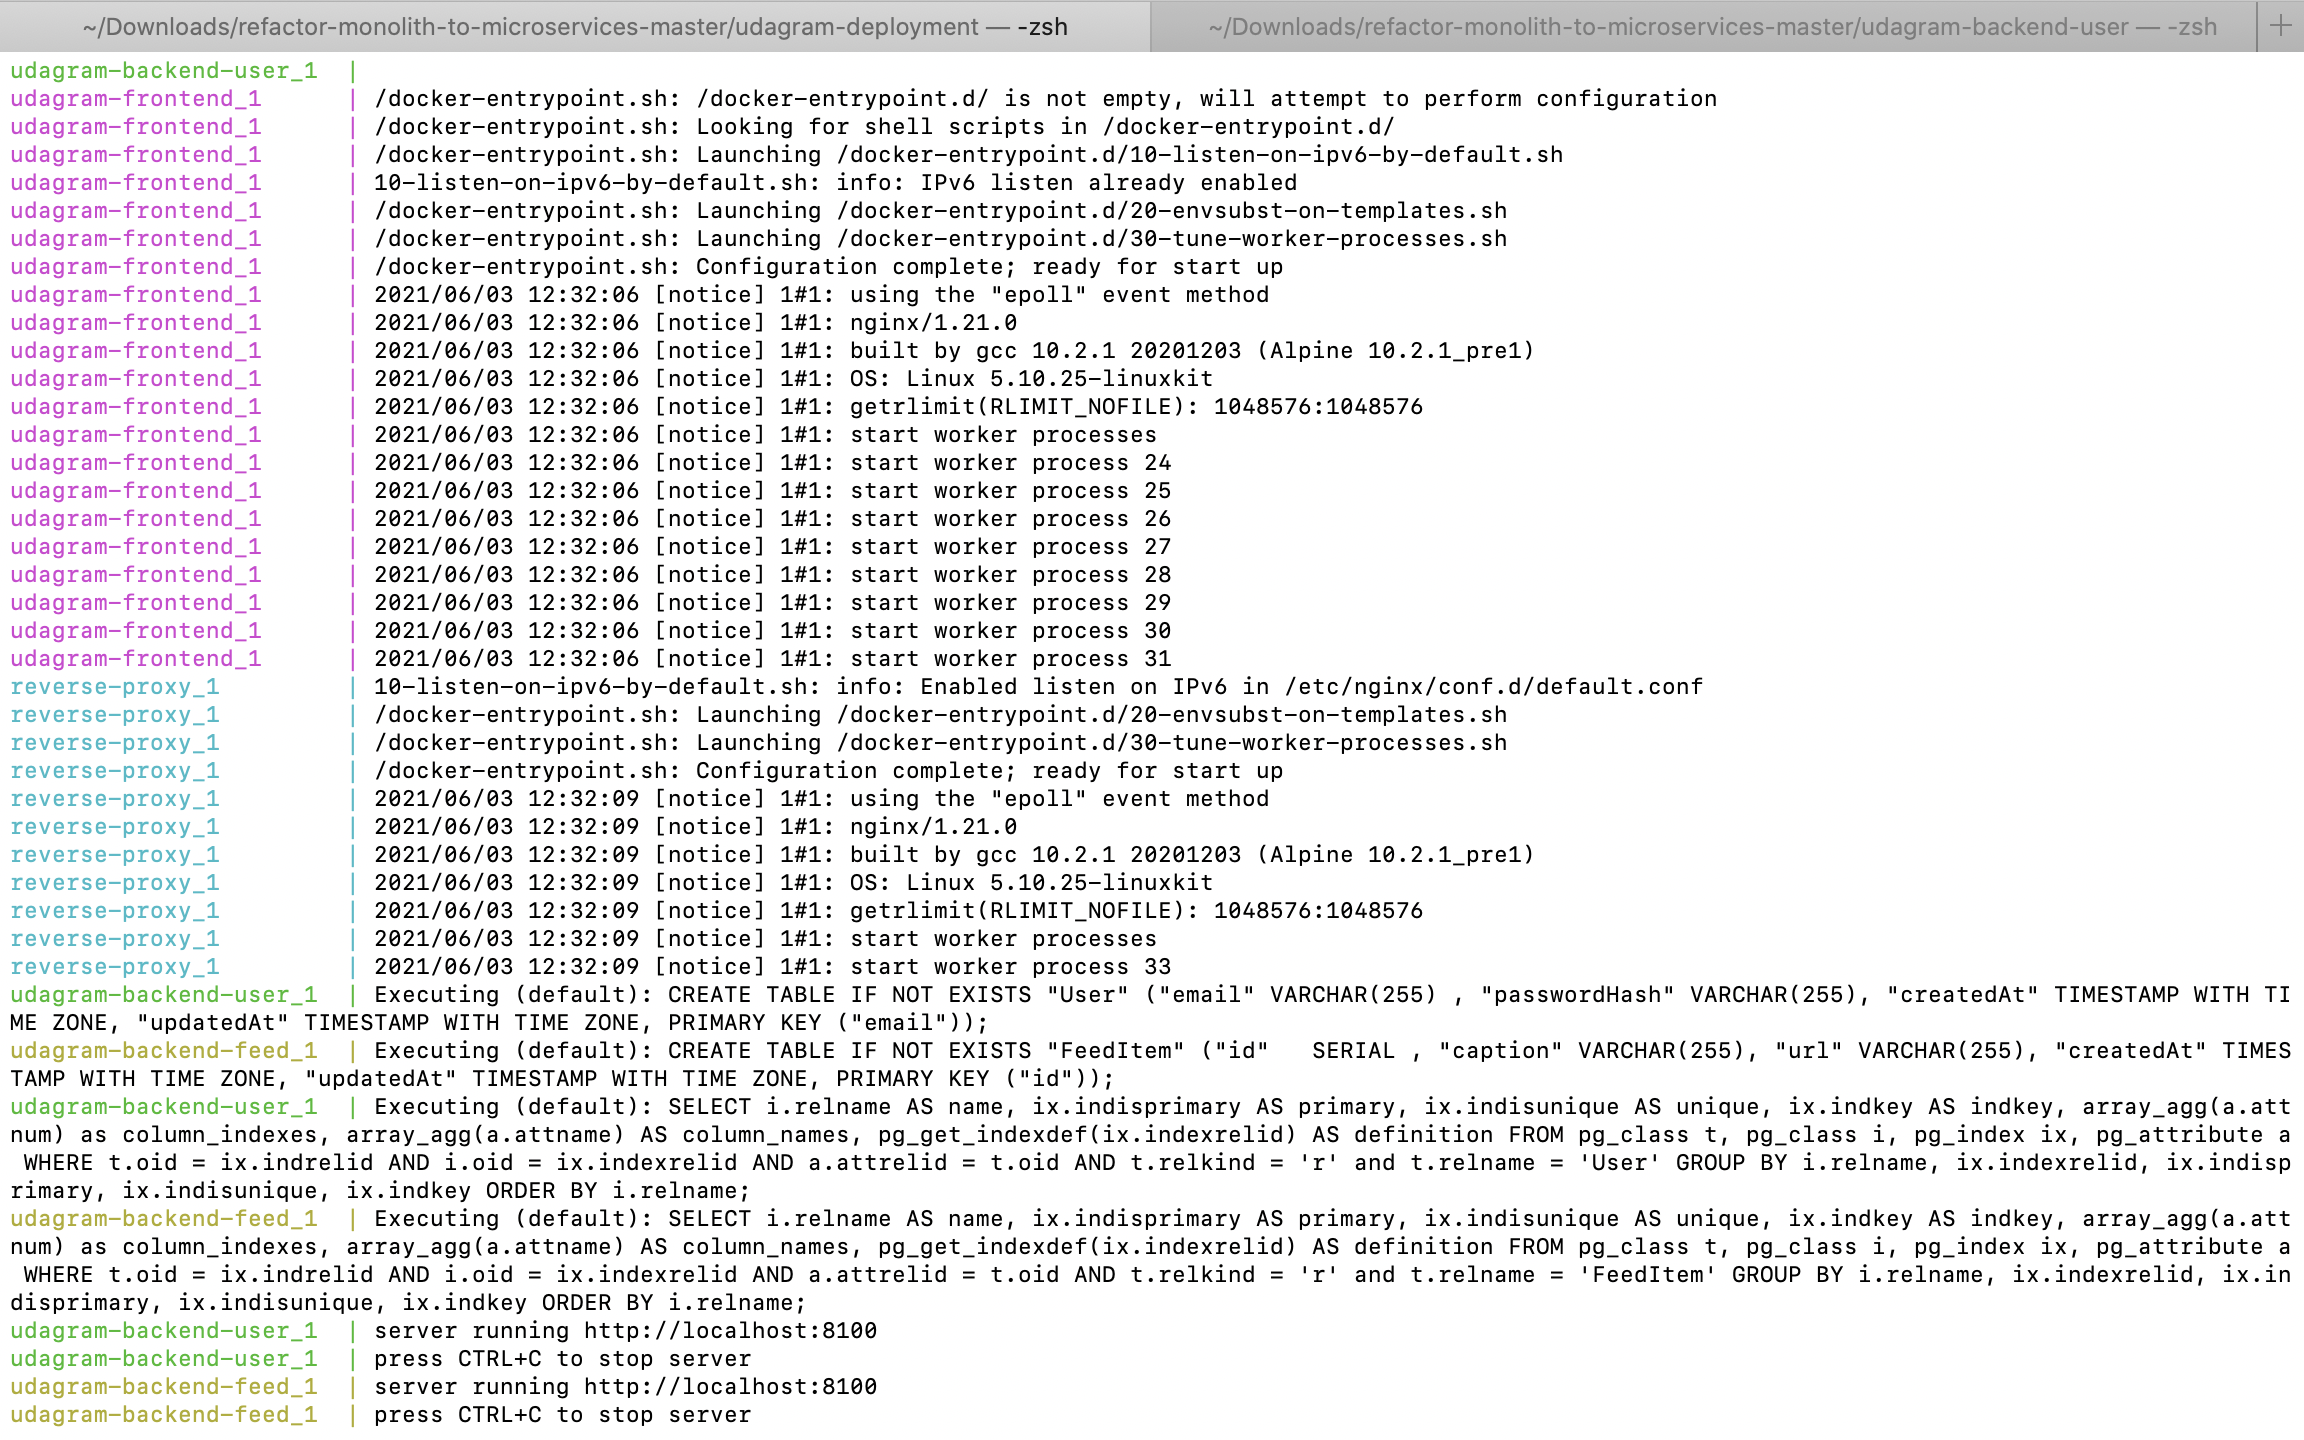 ~/Downloads/refactor-monolith-to-microservices-master/udagram-deployment — -zsh
~/Downloads/refactor-monolith-to-microservices-master/udagram-backend-user — -zsh
+
udagram-backend-user_1  |
udagram-frontend_1      | /docker-entrypoint.sh: /docker-entrypoint.d/ is not empty, will attempt to perform configuration
udagram-frontend_1      | /docker-entrypoint.sh: Looking for shell scripts in /docker-entrypoint.d/
udagram-frontend_1      | /docker-entrypoint.sh: Launching /docker-entrypoint.d/10-listen-on-ipv6-by-default.sh
udagram-frontend_1      | 10-listen-on-ipv6-by-default.sh: info: IPv6 listen already enabled
udagram-frontend_1      | /docker-entrypoint.sh: Launching /docker-entrypoint.d/20-envsubst-on-templates.sh
udagram-frontend_1      | /docker-entrypoint.sh: Launching /docker-entrypoint.d/30-tune-worker-processes.sh
udagram-frontend_1      | /docker-entrypoint.sh: Configuration complete; ready for start up
udagram-frontend_1      | 2021/06/03 12:32:06 [notice] 1#1: using the "epoll" event method
udagram-frontend_1      | 2021/06/03 12:32:06 [notice] 1#1: nginx/1.21.0
udagram-frontend_1      | 2021/06/03 12:32:06 [notice] 1#1: built by gcc 10.2.1 20201203 (Alpine 10.2.1_pre1)
udagram-frontend_1      | 2021/06/03 12:32:06 [notice] 1#1: OS: Linux 5.10.25-linuxkit
udagram-frontend_1      | 2021/06/03 12:32:06 [notice] 1#1: getrlimit(RLIMIT_NOFILE): 1048576:1048576
udagram-frontend_1      | 2021/06/03 12:32:06 [notice] 1#1: start worker processes
udagram-frontend_1      | 2021/06/03 12:32:06 [notice] 1#1: start worker process 24
udagram-frontend_1      | 2021/06/03 12:32:06 [notice] 1#1: start worker process 25
udagram-frontend_1      | 2021/06/03 12:32:06 [notice] 1#1: start worker process 26
udagram-frontend_1      | 2021/06/03 12:32:06 [notice] 1#1: start worker process 27
udagram-frontend_1      | 2021/06/03 12:32:06 [notice] 1#1: start worker process 28
udagram-frontend_1      | 2021/06/03 12:32:06 [notice] 1#1: start worker process 29
udagram-frontend_1      | 2021/06/03 12:32:06 [notice] 1#1: start worker process 30
udagram-frontend_1      | 2021/06/03 12:32:06 [notice] 1#1: start worker process 31
reverse-proxy_1         | 10-listen-on-ipv6-by-default.sh: info: Enabled listen on IPv6 in /etc/nginx/conf.d/default.conf
reverse-proxy_1         | /docker-entrypoint.sh: Launching /docker-entrypoint.d/20-envsubst-on-templates.sh
reverse-proxy_1         | /docker-entrypoint.sh: Launching /docker-entrypoint.d/30-tune-worker-processes.sh
reverse-proxy_1         | /docker-entrypoint.sh: Configuration complete; ready for start up
reverse-proxy_1         | 2021/06/03 12:32:09 [notice] 1#1: using the "epoll" event method
reverse-proxy_1         | 2021/06/03 12:32:09 [notice] 1#1: nginx/1.21.0
reverse-proxy_1         | 2021/06/03 12:32:09 [notice] 1#1: built by gcc 10.2.1 20201203 (Alpine 10.2.1_pre1)
reverse-proxy_1         | 2021/06/03 12:32:09 [notice] 1#1: OS: Linux 5.10.25-linuxkit
reverse-proxy_1         | 2021/06/03 12:32:09 [notice] 1#1: getrlimit(RLIMIT_NOFILE): 1048576:1048576
reverse-proxy_1         | 2021/06/03 12:32:09 [notice] 1#1: start worker processes
reverse-proxy_1         | 2021/06/03 12:32:09 [notice] 1#1: start worker process 33
udagram-backend-user_1  | Executing (default): CREATE TABLE IF NOT EXISTS "User" ("email" VARCHAR(255) , "passwordHash" VARCHAR(255), "createdAt" TIMESTAMP WITH TI
ME ZONE, "updatedAt" TIMESTAMP WITH TIME ZONE, PRIMARY KEY ("email"));
udagram-backend-feed_1  | Executing (default): CREATE TABLE IF NOT EXISTS "FeedItem" ("id"   SERIAL , "caption" VARCHAR(255), "url" VARCHAR(255), "createdAt" TIMES
TAMP WITH TIME ZONE, "updatedAt" TIMESTAMP WITH TIME ZONE, PRIMARY KEY ("id"));
udagram-backend-user_1  | Executing (default): SELECT i.relname AS name, ix.indisprimary AS primary, ix.indisunique AS unique, ix.indkey AS indkey, array_agg(a.att
num) as column_indexes, array_agg(a.attname) AS column_names, pg_get_indexdef(ix.indexrelid) AS definition FROM pg_class t, pg_class i, pg_index ix, pg_attribute a
 WHERE t.oid = ix.indrelid AND i.oid = ix.indexrelid AND a.attrelid = t.oid AND t.relkind = 'r' and t.relname = 'User' GROUP BY i.relname, ix.indexrelid, ix.indisp
rimary, ix.indisunique, ix.indkey ORDER BY i.relname;
udagram-backend-feed_1  | Executing (default): SELECT i.relname AS name, ix.indisprimary AS primary, ix.indisunique AS unique, ix.indkey AS indkey, array_agg(a.att
num) as column_indexes, array_agg(a.attname) AS column_names, pg_get_indexdef(ix.indexrelid) AS definition FROM pg_class t, pg_class i, pg_index ix, pg_attribute a
 WHERE t.oid = ix.indrelid AND i.oid = ix.indexrelid AND a.attrelid = t.oid AND t.relkind = 'r' and t.relname = 'FeedItem' GROUP BY i.relname, ix.indexrelid, ix.in
disprimary, ix.indisunique, ix.indkey ORDER BY i.relname;
udagram-backend-user_1  | server running http://localhost:8100
udagram-backend-user_1  | press CTRL+C to stop server
udagram-backend-feed_1  | server running http://localhost:8100
udagram-backend-feed_1  | press CTRL+C to stop server